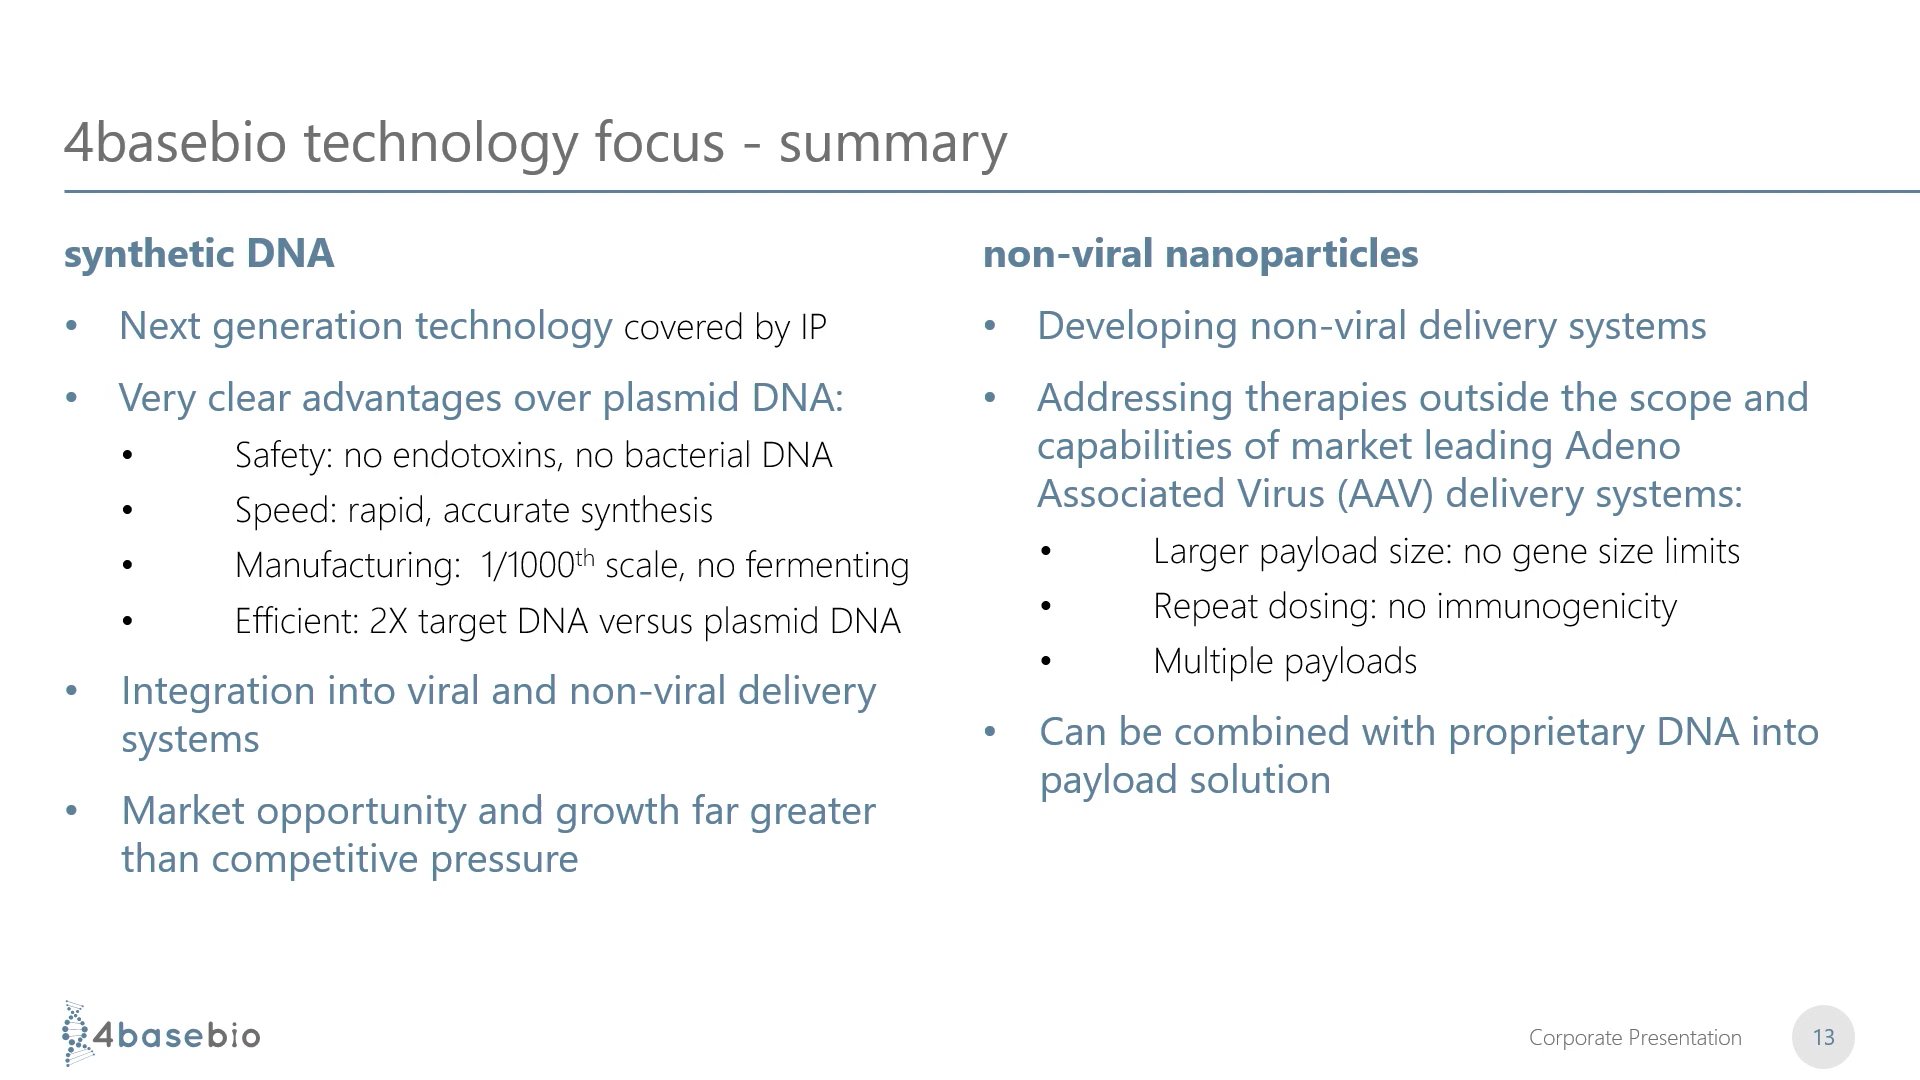 4basebio technology focus - summary
synthetic DNA
• Next generation technology covered by IP
• Very clear advantages over plasmid DNA:
• Safety: no endotoxins, no bacterial DNA
• Speed: rapid, accurate synthesis
• Manufacturing: 1/1000th scale, no fermenting
• Efficient: 2X target DNA versus plasmid DNA
• Integration into viral and non-viral delivery
systems
• Market opportunity and growth far greater
than competitive pressure
non-viral nanoparticles
• Developing non-viral delivery systems
• Addressing therapies outside the scope and
capabilities of market leading Adeno
Associated Virus (AAV) delivery systems:
• Larger payload size: no gene size limits
• Repeat dosing: no immunogenicity
• Multiple payloads
• Can be combined with proprietary DNA into
payload solution
4basebio
Corporate Presentation
13